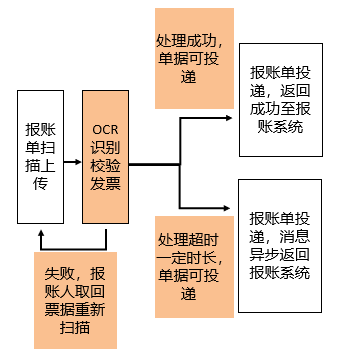 报账
单扫
描上
传
OCR
识别
校验
发票
处理成功，
单据可投
递
报账单投
递，返回
成功至报
账系统
处理超时
一定时长，
单据可投
递
报账单投
递，消息
异步返回
报账系统
失败，报
账人取回
票据重新
扫描